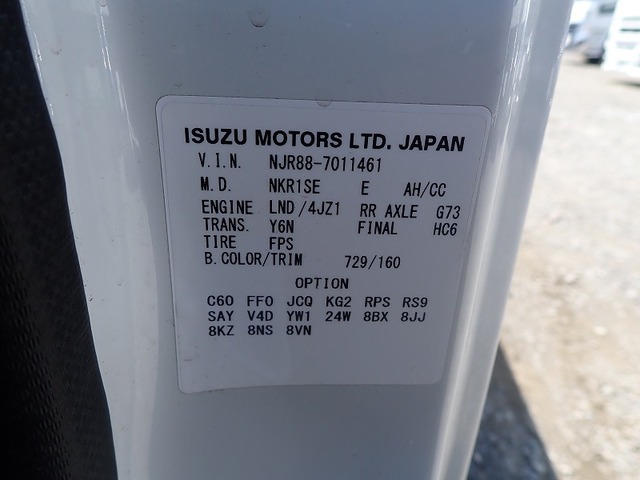 ISUZU MOTORS LTD. JAPAN
V.I.N. NJR88-7011461
M.D. NKR1SE E AH/CC
ENGINE LND/4JZ1 RR AXLE G73
TRANS. Y6N FINAL HC6
TIRE FPS
B.COLOR/TRIM 729/160
OPTION
C60 FF0 JCQ KG2 RPS RS9
SAY V4D YW1 24W 8BX 8JJ
8KZ 8NS 8VN